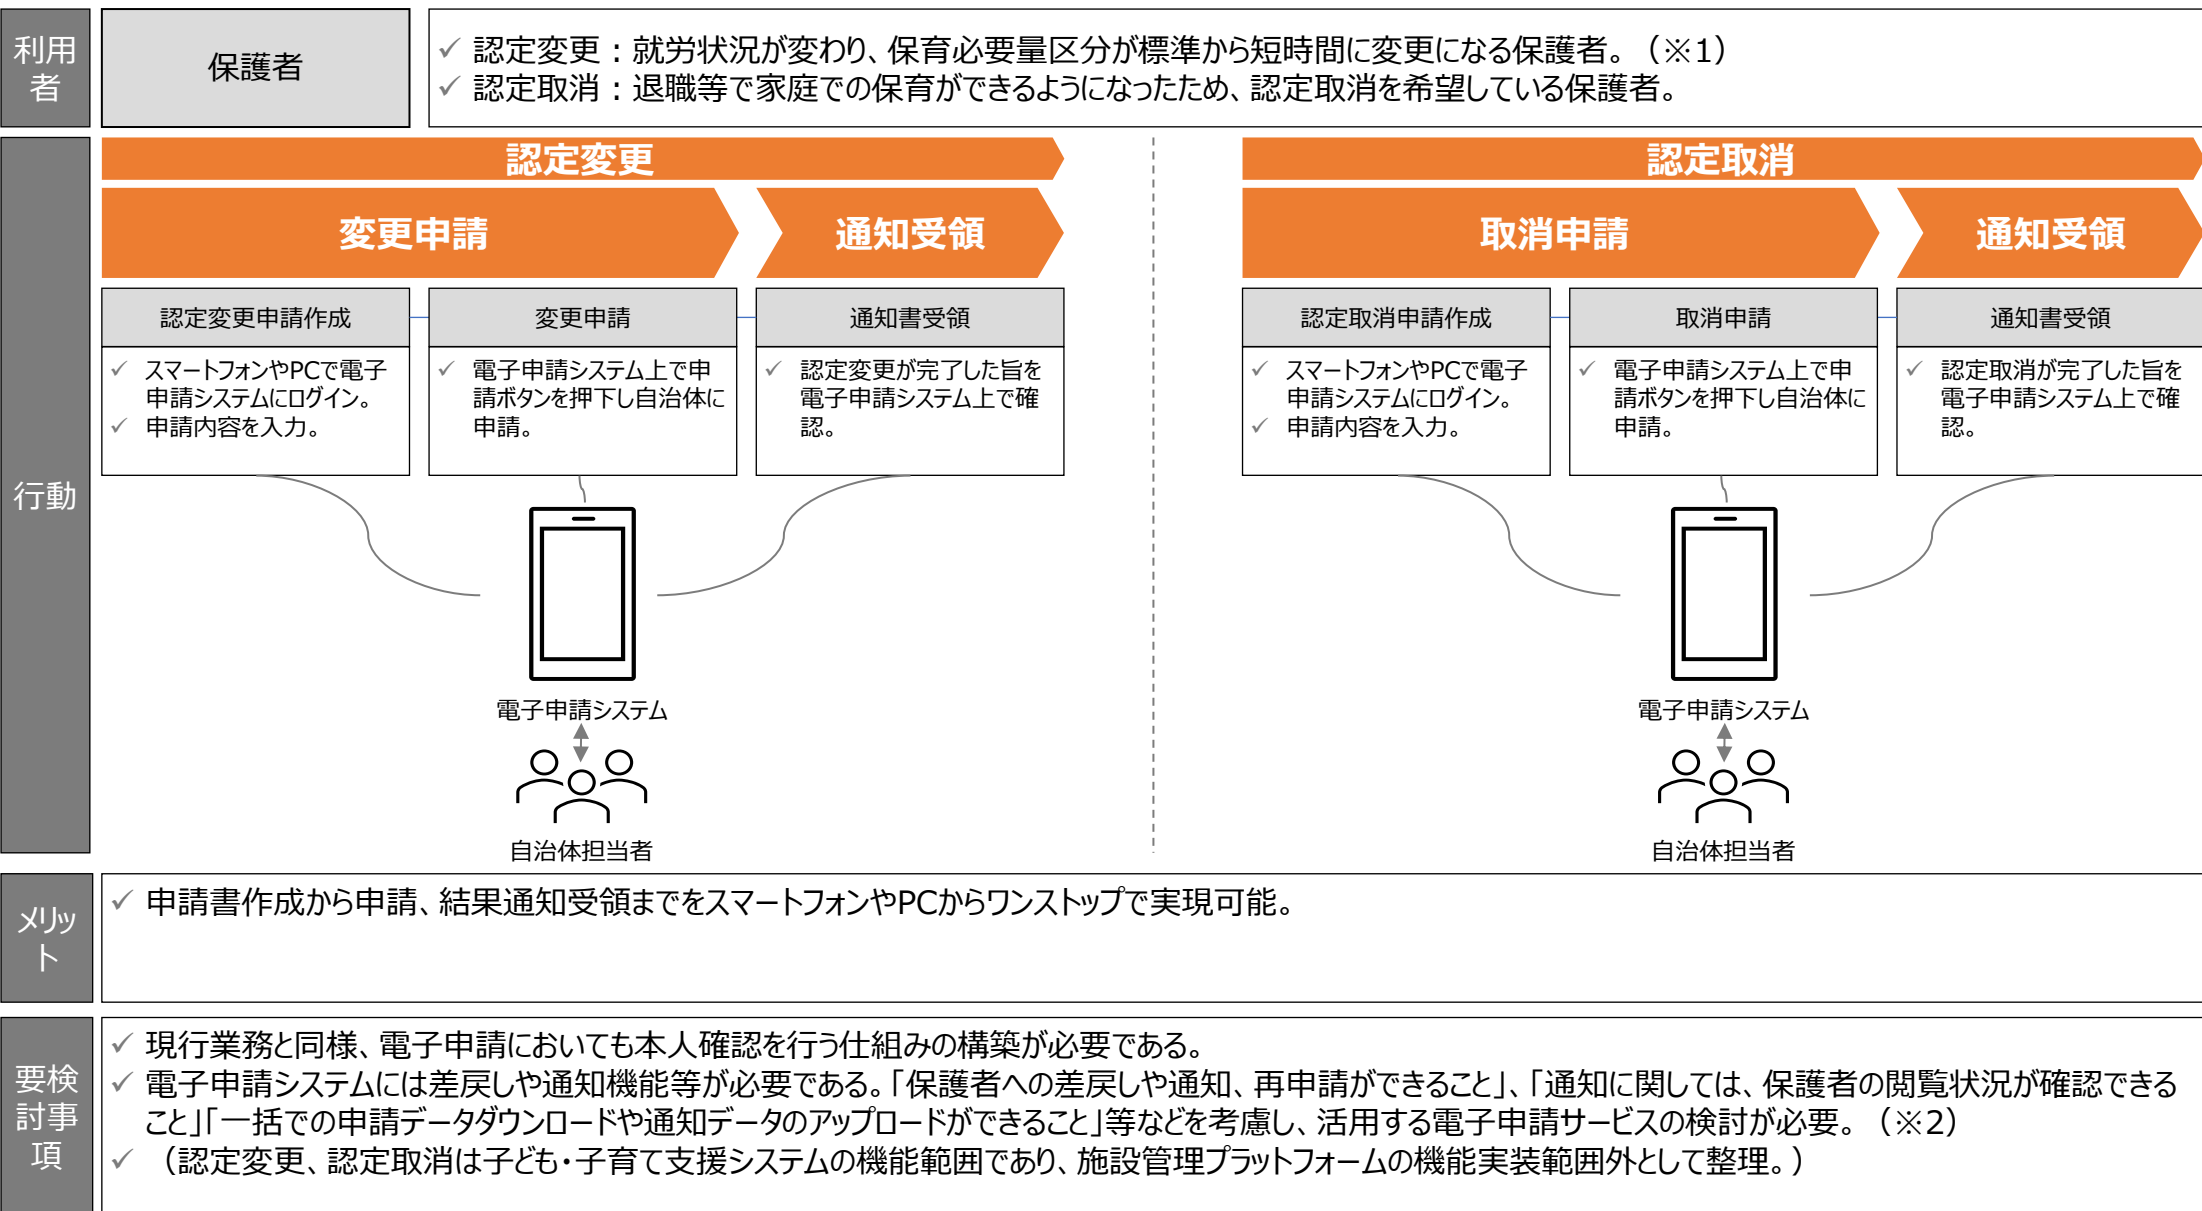 利用
者
保護者
認定変更：就労状況が変わり、保育必要量区分が標準から短時間に変更になる保護者。（※1）
認定取消：退職等で家庭での保育ができるようになったため、認定取消を希望している保護者。
行動
認定変更
変更申請
通知受領
認定変更申請作成
スマートフォンやPCで電子
申請システムにログイン。
申請内容を入力。
変更申請
電子申請システム上で申
請ボタンを押下し自治体に
申請。
通知書受領
認定変更が完了した旨を
電子申請システム上で確
認。
電子申請システム
自治体担当者
認定取消
取消申請
通知受領
認定取消申請作成
スマートフォンやPCで電子
申請システムにログイン。
申請内容を入力。
取消申請
電子申請システム上で申
請ボタンを押下し自治体に
申請。
通知書受領
認定取消が完了した旨を
電子申請システム上で確
認。
電子申請システム
自治体担当者
メリッ
ト
申請書作成から申請、結果通知受領までをスマートフォンやPCからワンストップで実現可能。
要検
討事
項
現行業務と同様、電子申請においても本人確認を行う仕組みの構築が必要である。
電子申請システムには差戻しや通知機能等が必要である。「保護者への差戻しや通知、再申請ができること」、「通知に関しては、保護者の閲覧状況が確認できる
こと」「一括での申請データダウンロードや通知データのアップロードができること」等などを考慮し、活用する電子申請サービスの検討が必要。（※2）
（認定変更、認定取消は子ども・子育て支援システムの機能範囲であり、施設管理プラットフォームの機能実装範囲外として整理。）